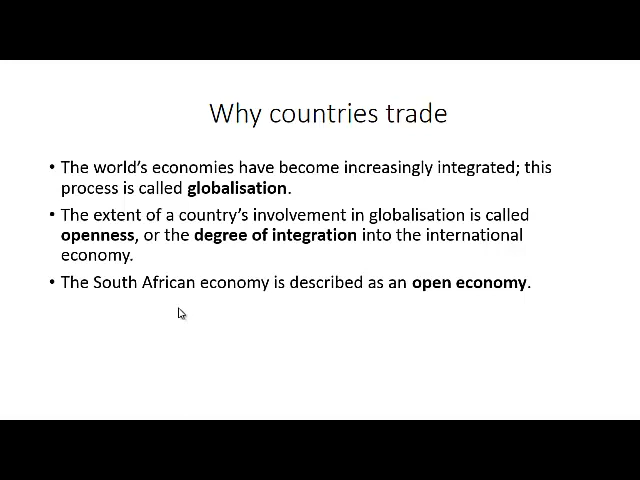 Why countries trade
• The world's economies have become increasingly integrated; this
process is called globalisation.
• The extent of a country's involvement in globalisation is called
openness, or the degree of integration into the international
economy.
• The South African economy is described as an open economy.